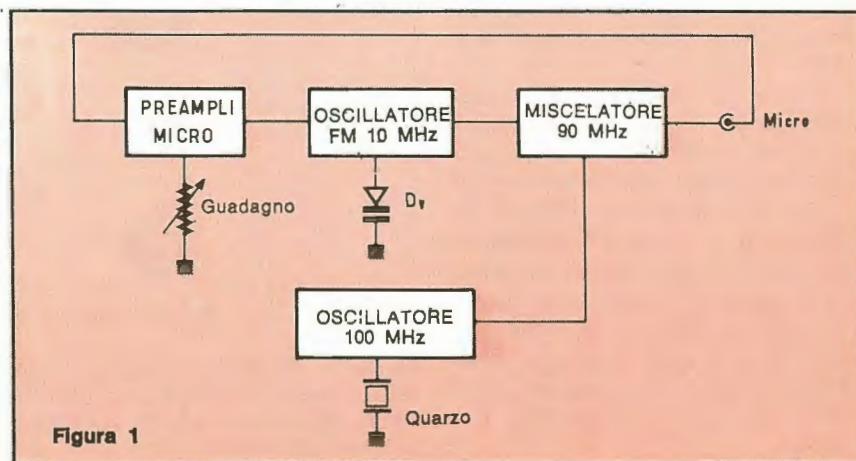 PREAMPLI
MICRO
OSCILLATORE
FM 10 MHz
MISCELATORE
90 MHz
Micro
Guadagno
Dv
OSCILLATORE
100 MHz
Quarzo
Figura 1